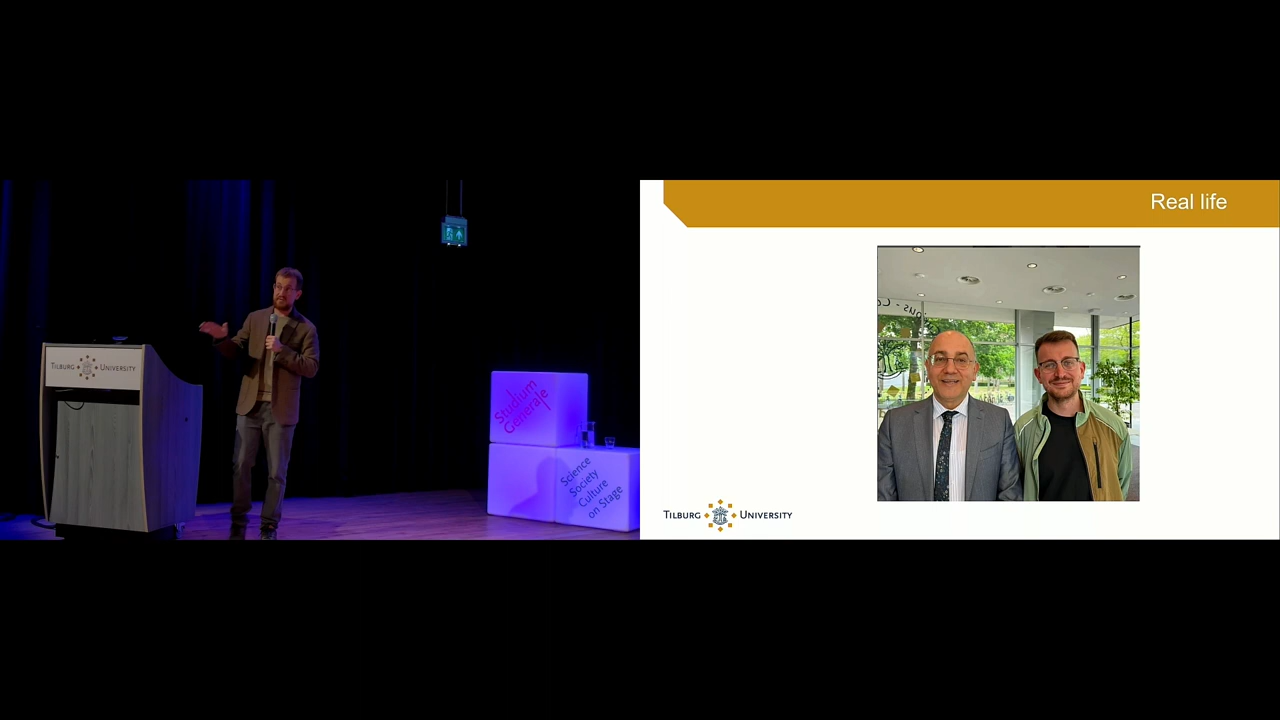 TILBURG UNIVERSITY
Studium
Generale
Science
Society
Culture
on Stage
Real life
TILBURG UNIVERSITY